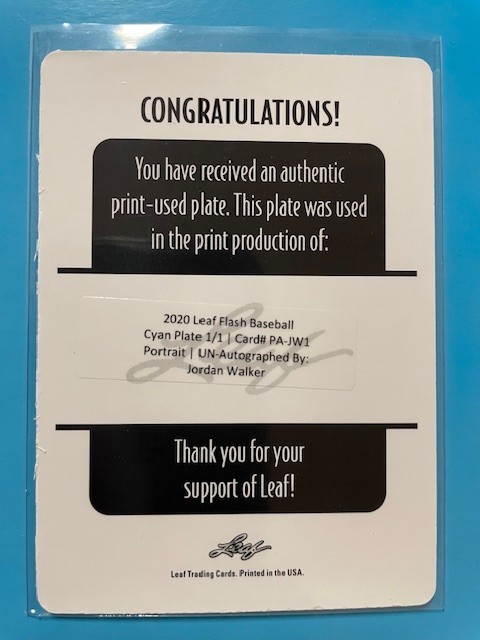 CONGRATULATIONS!
You have received an authentic
print-used plate. This plate was used
in the print production of:
2020 Leaf Flash Baseball
Cyan Plate 1/1 | Card# PA-JW1
Portrait | UN-Autographed By:
Jordan Walker
Thank you for your
support of Leaf!
Leaf
Leaf Trading Cards. Printed in the USA.